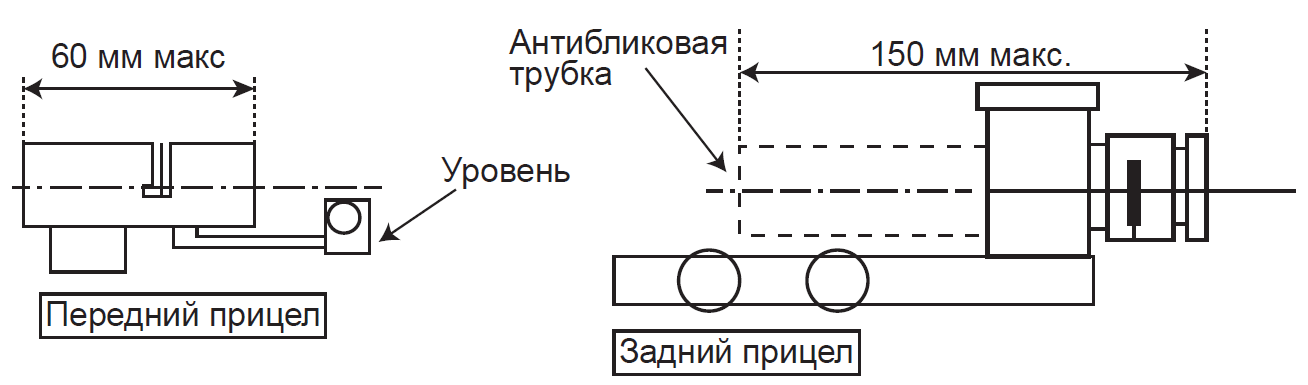 60 мм макс
Уровень
Передний прицел
Антибликовая
трубка
150 мм макс.
Задний прицел